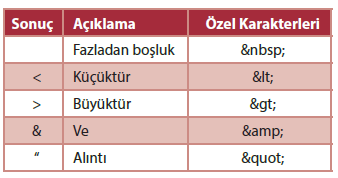 Sonuç Açıklama Özel Karakterleri
Fazladan boşluk &nbsp;
< Küçüktür &lt;
> Büyüktür &gt;
& Ve &amp;
“ Alıntı &quot;